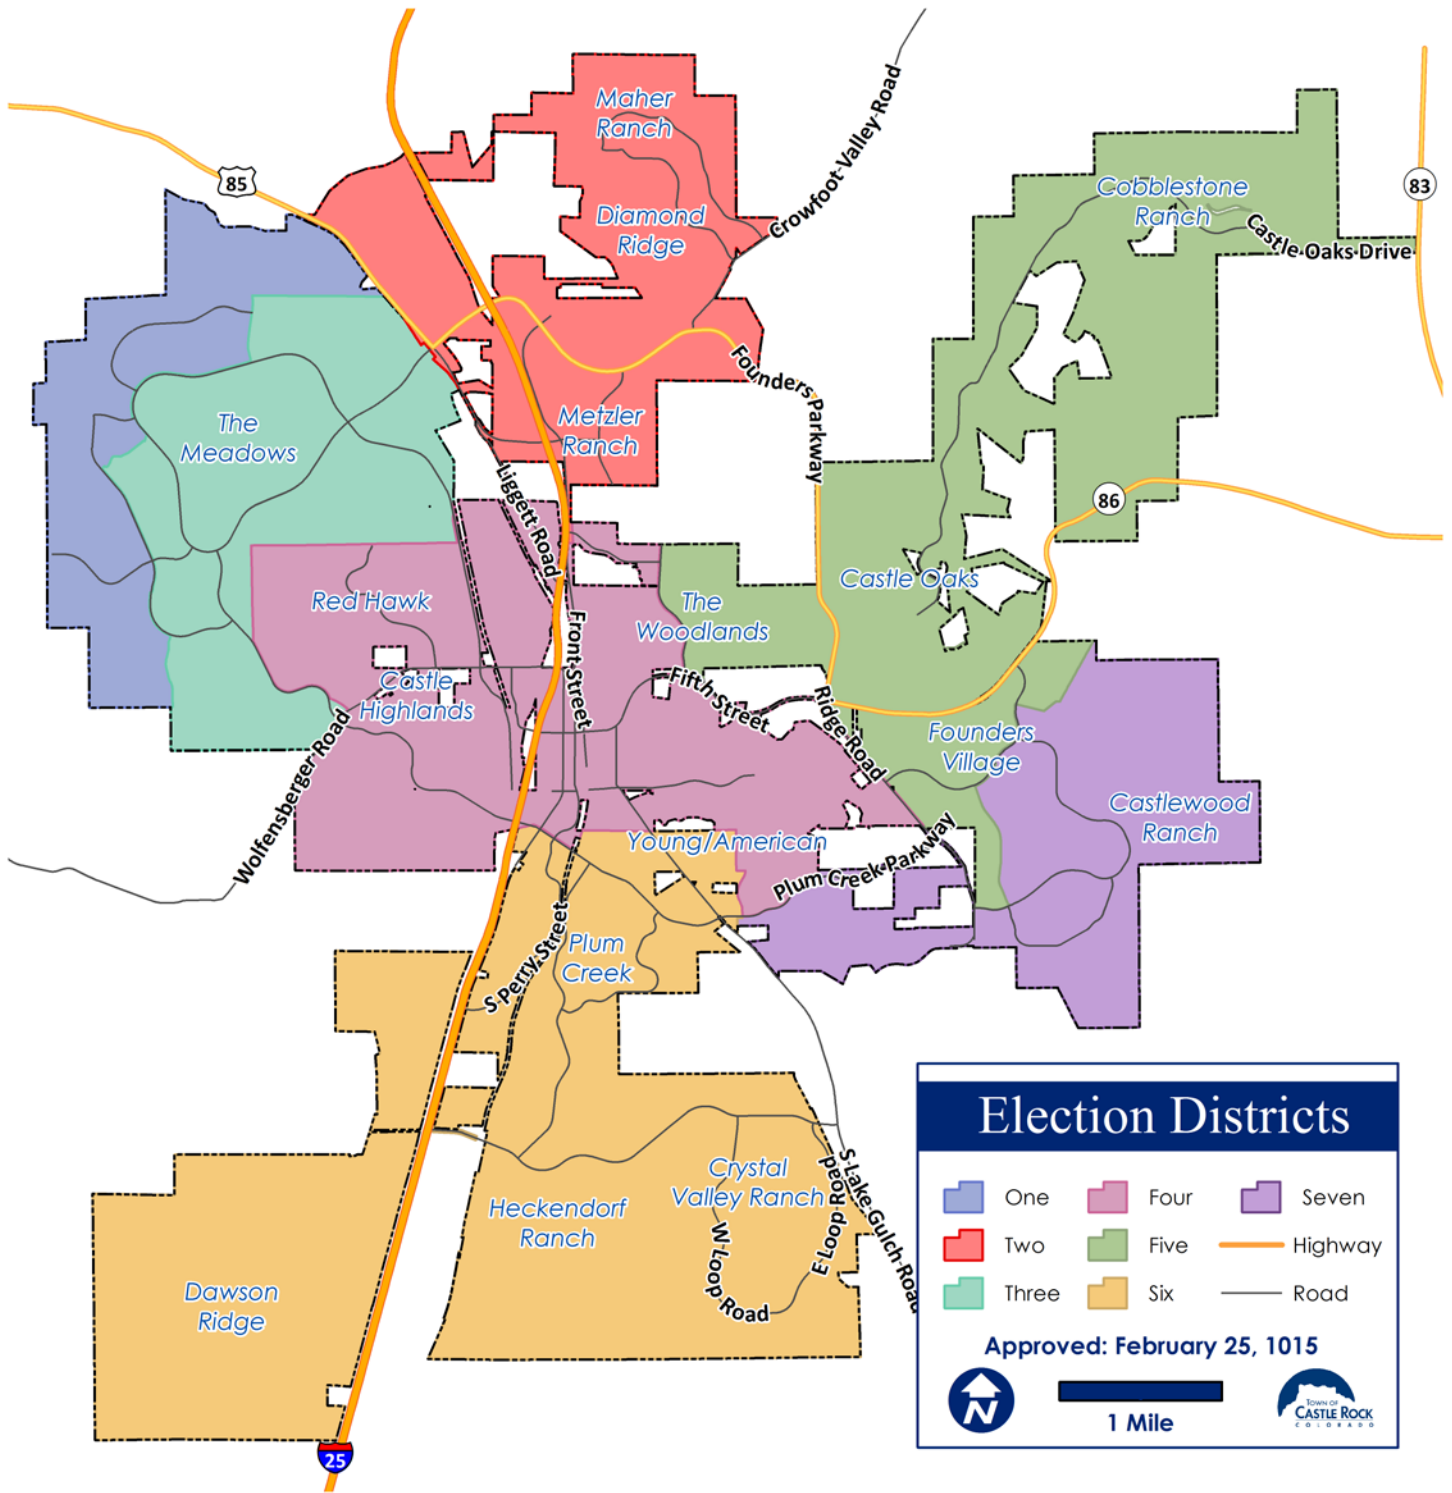 Maher
Ranch
Crowfoot Valley Road
85
83
Cobblestone
Ranch
Diamond
Ridge
Castle Oaks Drive
Founders Parkway
The
Meadows
Metzler
Ranch
Liggett Road
86
Castle Oaks
Red Hawk
The
Woodlands
Front Street
Castle
Highlands
Fifth Street
Ridge Road
Founders
Village
Wolfensberger Road
Castlewood
Ranch
Young/American
Plum Creek Parkway
Plum
Creek
S Perry Street
Crystal
Valley Ranch
Heckendorf
Ranch
S Lake Gulch Road
E Loop Road
W Loop Road
Dawson
Ridge
25
Election Districts
One
Four
Seven
Two
Five
Highway
Three
Six
Road
Approved: February 25, 1015
N
1 Mile
TOWN OF
CASTLE ROCK
COLORADO